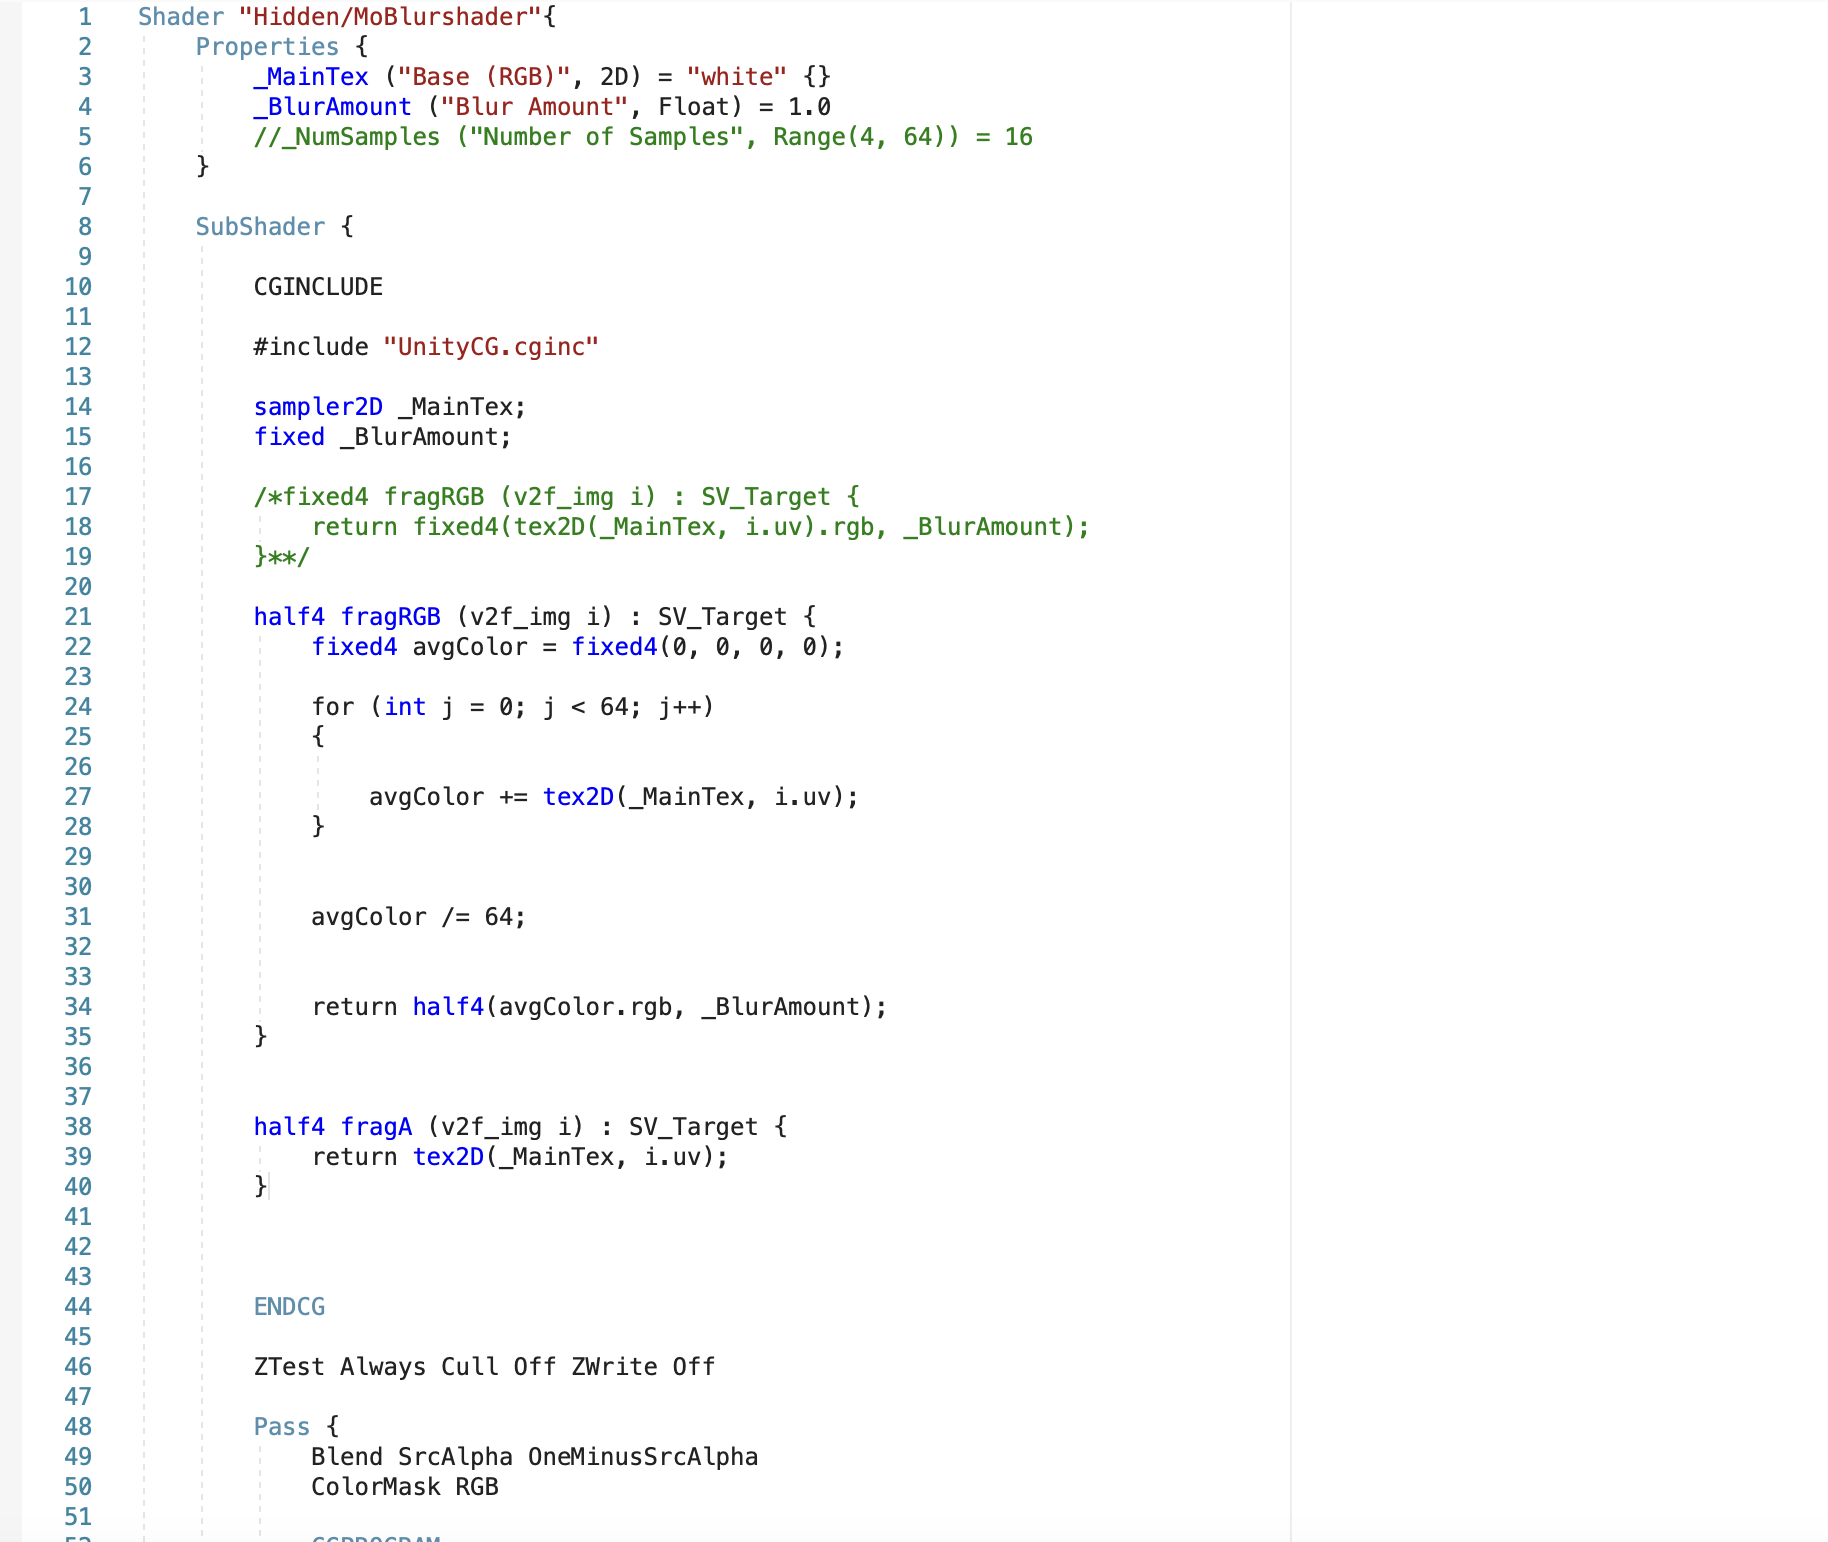 1 Shader "Hidden/MoBlurshader"{
2 Properties {
3 _MainTex ("Base (RGB)", 2D) = "white" {}
4 _BlurAmount ("Blur Amount", Float) = 1.0
5 //_NumSamples ("Number of Samples", Range(4, 64)) = 16
6 }
7
8 SubShader {
9
10 CGINCLUDE
11
12 #include "UnityCG.cginc"
13
14 sampler2D _MainTex;
15 fixed _BlurAmount;
16
17 /*fixed4 fragRGB (v2f_img i) : SV_Target {
18 return fixed4(tex2D(_MainTex, i.uv).rgb, _BlurAmount);
19 }**/
20
21 half4 fragRGB (v2f_img i) : SV_Target {
22 fixed4 avgColor = fixed4(0, 0, 0, 0);
23
24 for (int j = 0; j < 64; j++)
25 {
26
27 avgColor += tex2D(_MainTex, i.uv);
28 }
29
30
31 avgColor /= 64;
32
33
34 return half4(avgColor.rgb, _BlurAmount);
35 }
36
37
38 half4 fragA (v2f_img i) : SV_Target {
39 return tex2D(_MainTex, i.uv);
40 }
41
42
43
44 ENDCG
45
46 ZTest Always Cull Off ZWrite Off
47
48 Pass {
49 Blend SrcAlpha OneMinusSrcAlpha
50 ColorMask RGB
51
52 CGPROGRAM